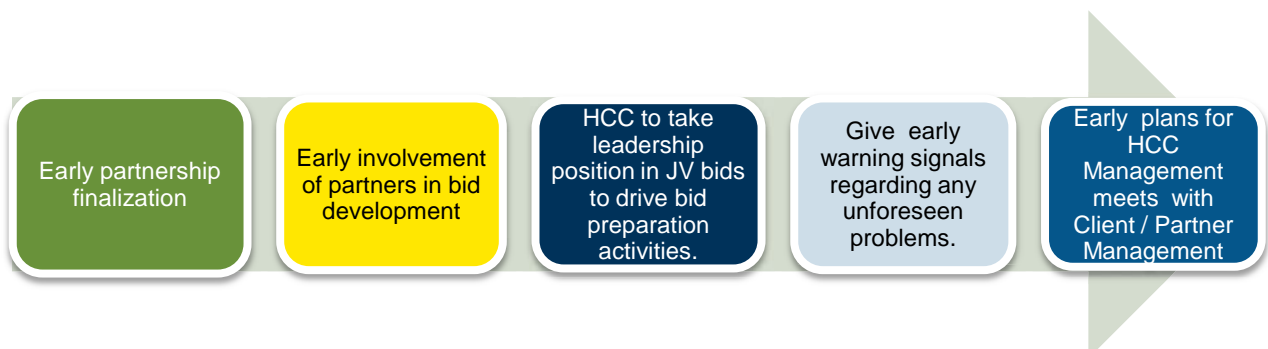 Early partnership
finalization
Early involvement
of partners in bid
development
HCC to take
leadership
position in JV bids
to drive bid
preparation
activities.
Give early
warning signals
regarding any
unforeseen
problems.
Early plans for
HCC
Management
meets with
Client / Partner
Management